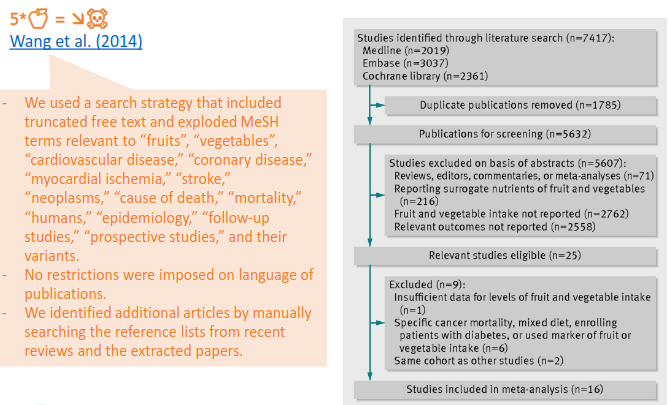 5* = ↘
Wang et al. (2014)
- We used a search strategy that included
truncated free text and exploded MeSH
terms relevant to “fruits”, “vegetables”,
“cardiovascular disease,” “coronary disease,”
“myocardial ischemia,” “stroke,”
“neoplasms,” “cause of death,” “mortality,”
“humans,” “epidemiology,” “follow-up
studies,” “prospective studies,” and their
variants.
- No restrictions were imposed on language of
publications.
- We identified additional articles by manually
searching the reference lists from recent
reviews and the extracted papers.
Studies identified through literature search (n=7417)
Medline (n=2019)
Embase (n=3037)
Cochrane library (n=2361)
Duplicate publications removed (n=1785)
Publications for screening (n=5632)
Studies excluded on basis of abstracts (n=5607):
Reviews, editors, commentaries, or meta-analyses (n=71)
Reporting surrogate nutrients of fruit and vegetables
(n=216)
Fruit and vegetable intake not reported (n=2762)
Relevant outcomes not reported (n=2558)
Relevant studies eligible (n=25)
Excluded (n=9):
Insufficient data for levels of fruit and vegetable intake
(n=1)
Specific cancer mortality, mixed diet, enrolling
patients with diabetes, or used marker of fruit or
vegetable intake (n=6)
Same cohort as other studies (n=2)
Studies included in meta-analysis (n=16)